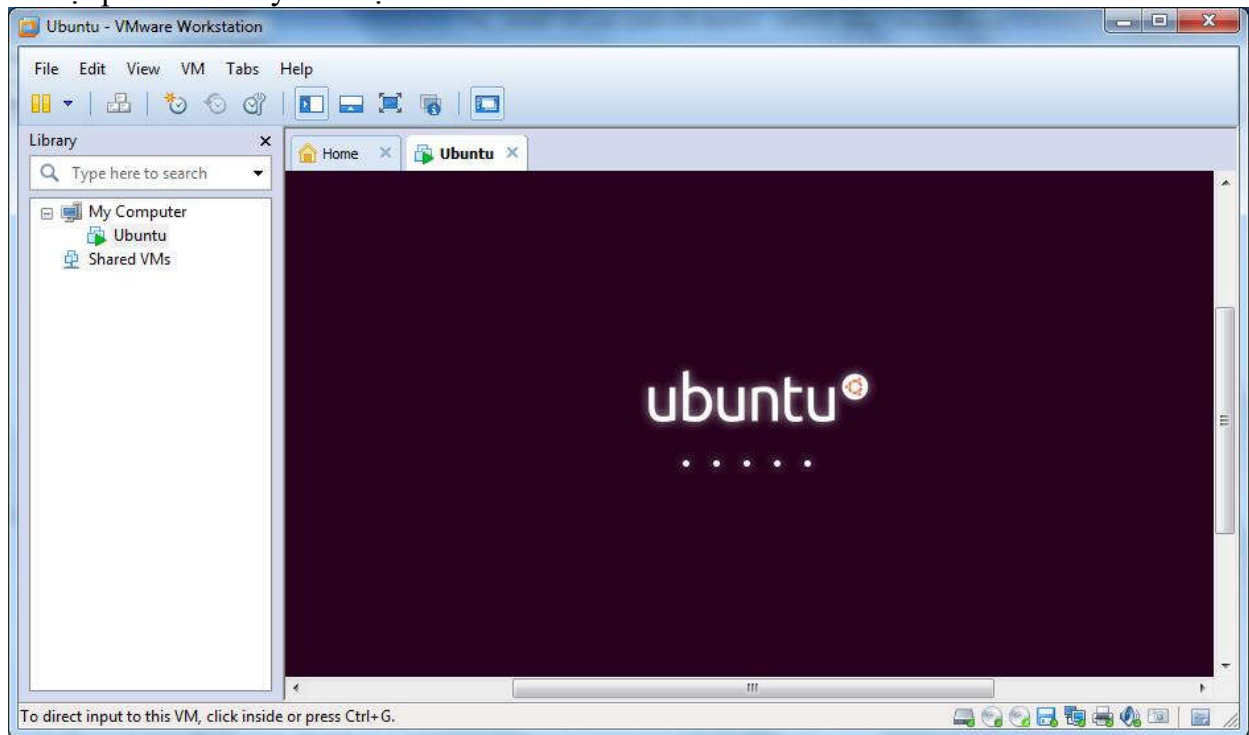 Ubuntu - VMware Workstation
File Edit View VM Tabs Help
Library
Type here to search
Home
Ubuntu
My Computer
Ubuntu
Shared VMs
ubuntu
To direct input to this VM, click inside or press Ctrl+G.